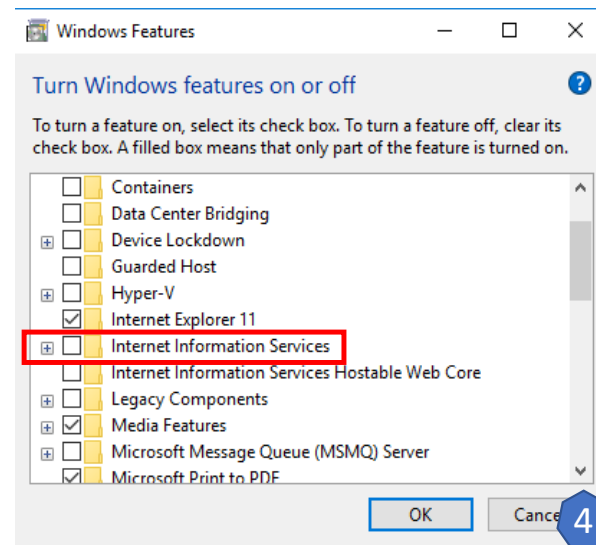 Windows Features
Turn Windows features on or off
To turn a feature on, select its check box. To turn a feature off, clear its
check box. A filled box means that only part of the feature is turned on.
Containers
Data Center Bridging
Device Lockdown
Guarded Host
Hyper-V
Internet Explorer 11
Internet Information Services
Internet Information Services Hostable Web Core
Legacy Components
Media Features
Microsoft Message Queue (MSMQ) Server
Microsoft Print to PDF
OK
Cance
4